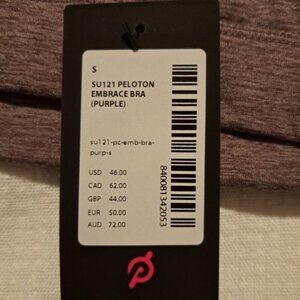 S
SU121 PELOTON
EMBRACE BRA
(PURPLE)
su121-pc-emb-bra-
purp-s
USD 46.00
CAD 62.00
GBP 44.00
EUR 50.00
AUD 72.00
840081342053